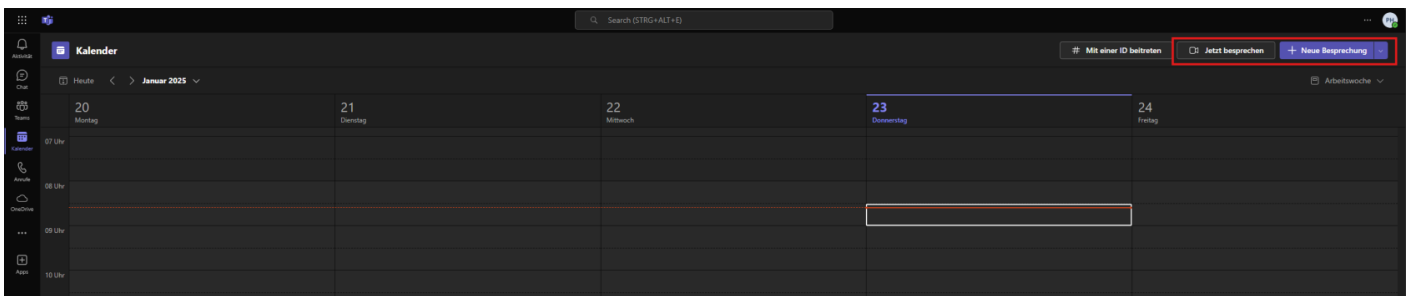 Search (STRG+ALT+E)
PH
Aktivität
Chat
Teams
Kalender
Anrufe
OneDrive
Apps
Kalender
# Mit einer ID beitreten
Jetzt besprechen
+ Neue Besprechung
Heute
Januar 2025
Arbeitswoche
20
Montag
21
Dienstag
22
Mittwoch
23
Donnerstag
24
Freitag
07 Uhr
08 Uhr
09 Uhr
10 Uhr